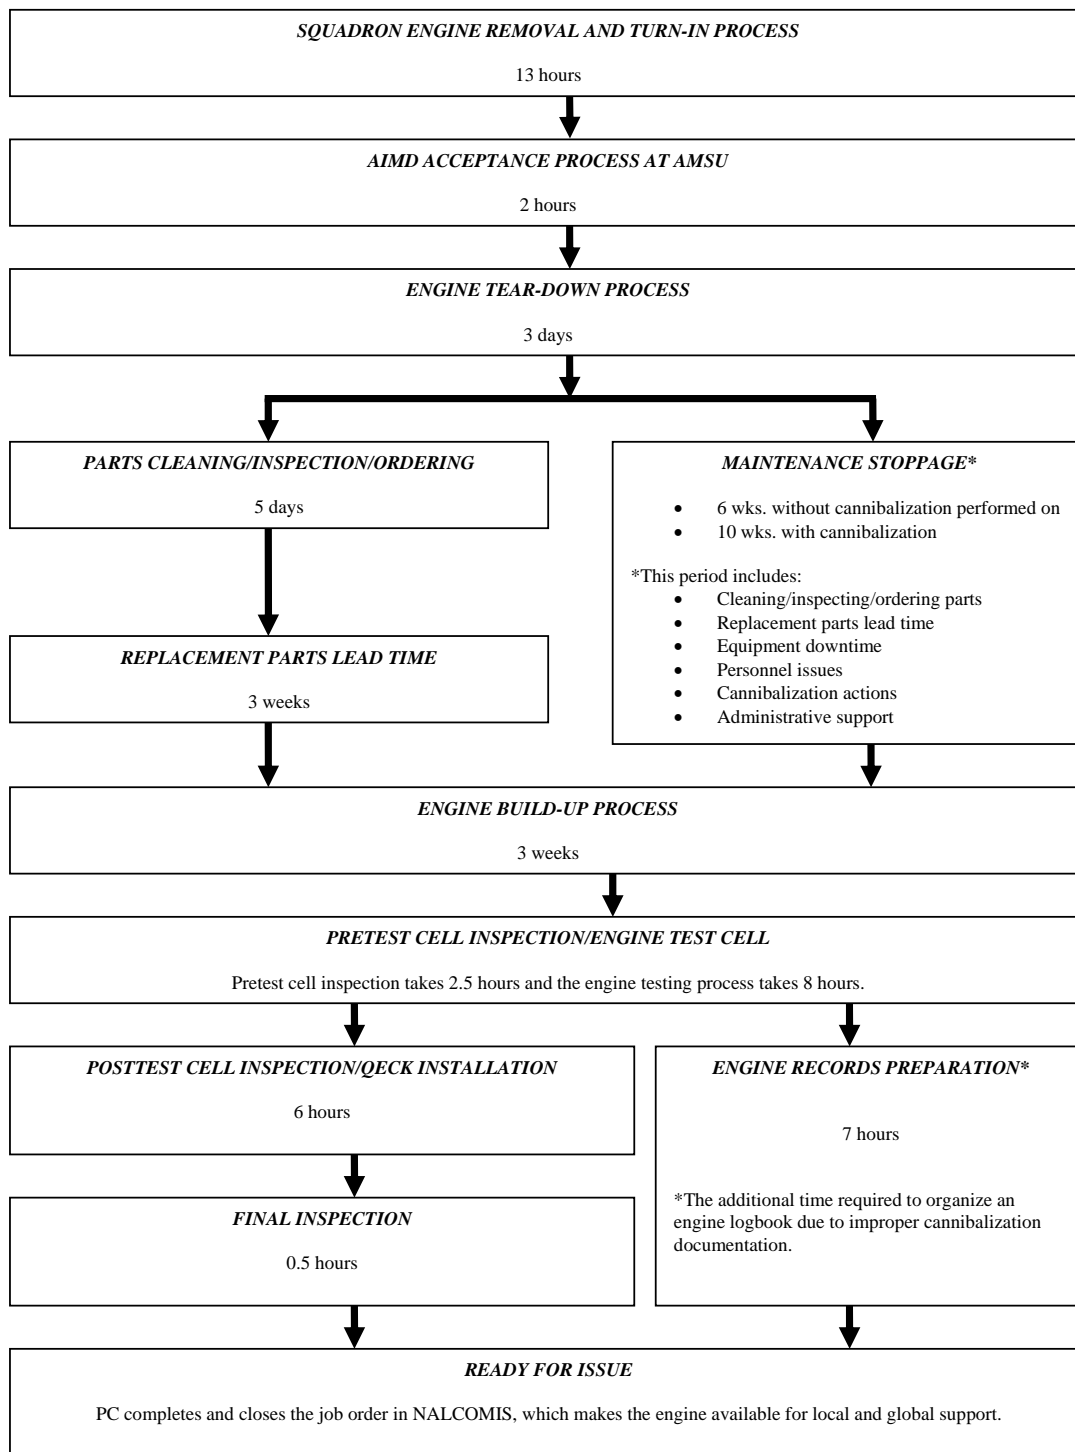 SQUADRON ENGINE REMOVAL AND TURN-IN PROCESS
13 hours
AIMD ACCEPTANCE PROCESS AT AMSU
2 hours
ENGINE TEAR-DOWN PROCESS
3 days
PARTS CLEANING/INSPECTION/ORDERING
5 days
REPLACEMENT PARTS LEAD TIME
3 weeks
MAINTENANCE STOPPAGE*
• 6 wks. without cannibalization performed on
• 10 wks. with cannibalization
*This period includes:
• Cleaning/inspecting/ordering parts
• Replacement parts lead time
• Equipment downtime
• Personnel issues
• Cannibalization actions
• Administrative support
ENGINE BUILD-UP PROCESS
3 weeks
PRETEST CELL INSPECTION/ENGINE TEST CELL
Pretest cell inspection takes 2.5 hours and the engine testing process takes 8 hours.
POSTTEST CELL INSPECTION/QECK INSTALLATION
6 hours
FINAL INSPECTION
0.5 hours
ENGINE RECORDS PREPARATION*
7 hours
*The additional time required to organize an
engine logbook due to improper cannibalization
documentation.
READY FOR ISSUE
PC completes and closes the job order in NALCOMIS, which makes the engine available for local and global support.